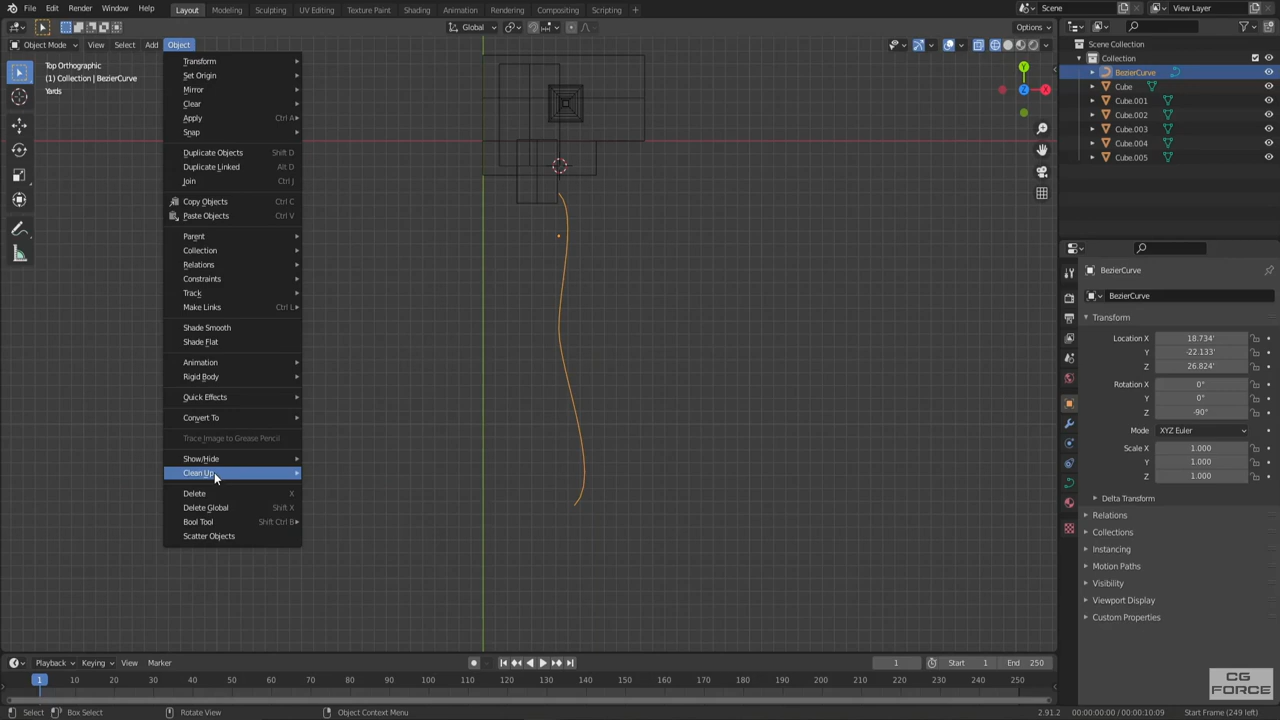 File Edit Render Window Help
Layout Modeling Sculpting UV Editing Texture Paint Shading Animation Rendering Compositing Scripting
Scene
View Layer
Global
Options
Object Mode View Select Add Object
Top Orthographic
(1) Collection | BezierCurve
Yards
Transform
Set Origin
Mirror
Clear
Apply Ctrl A
Snap
Duplicate Objects Shift D
Duplicate Linked Alt D
Join Ctrl J
Copy Objects Ctrl C
Paste Objects Ctrl V
Parent
Collection
Relations
Constraints
Track
Make Links Ctrl L
Shade Smooth
Shade Flat
Animation
Rigid Body
Quick Effects
Convert To
Trace Image to Grease Pencil
Show/Hide
Clean Up
Delete X
Delete Global Shift X
Bool Tool Shift Ctrl B
Scatter Objects
Y
X
Z
Scene Collection
Collection
BezierCurve
Cube
Cube.001
Cube.002
Cube.003
Cube.004
Cube.005
BezierCurve
BezierCurve
Transform
Location X 18.734'
Y -22.133'
Z 26.824'
Rotation X 0°
Y 0°
Z -90°
Mode XYZ Euler
Scale X 1.000
Y 1.000
Z 1.000
Delta Transform
Relations
Collections
Instancing
Motion Paths
Visibility
Viewport Display
Custom Properties
Playback Keying View Marker
1 Start 1 End 250
1 10 20 30 40 50 60 70 80 90 100 110 120 130 140 150 160 170 180 190 200 210 220 230 240 250
Select Box Select Rotate View Object Context Menu
2.91.2 00:00:00:00 / 00:00:10:09 Start Frame (249 left)
CG
FORCE